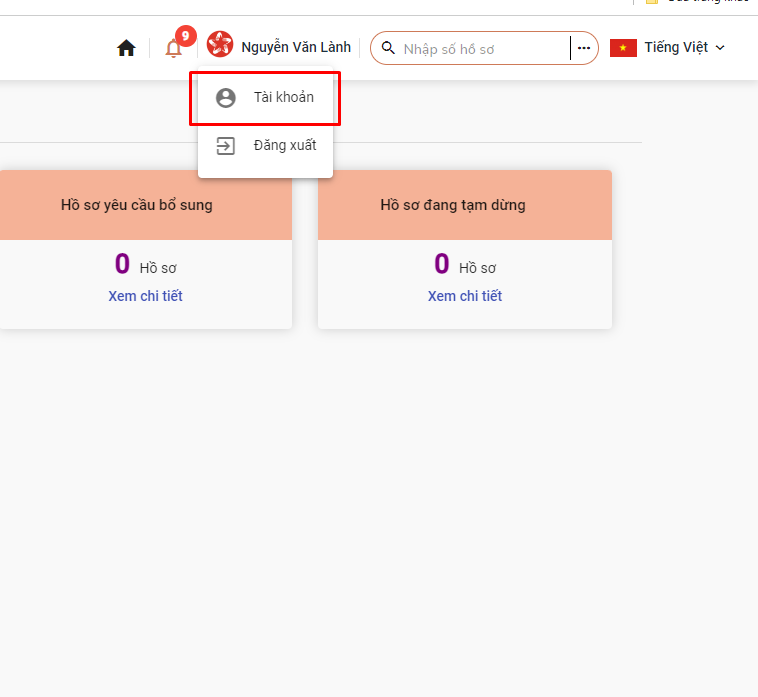 9
Nguyễn Văn Lành
Nhập số hồ sơ
Tiếng Việt
Tài khoản
Đăng xuất
Hồ sơ yêu cầu bổ sung
0 Hồ sơ
Xem chi tiết
Hồ sơ đang tạm dừng
0 Hồ sơ
Xem chi tiết